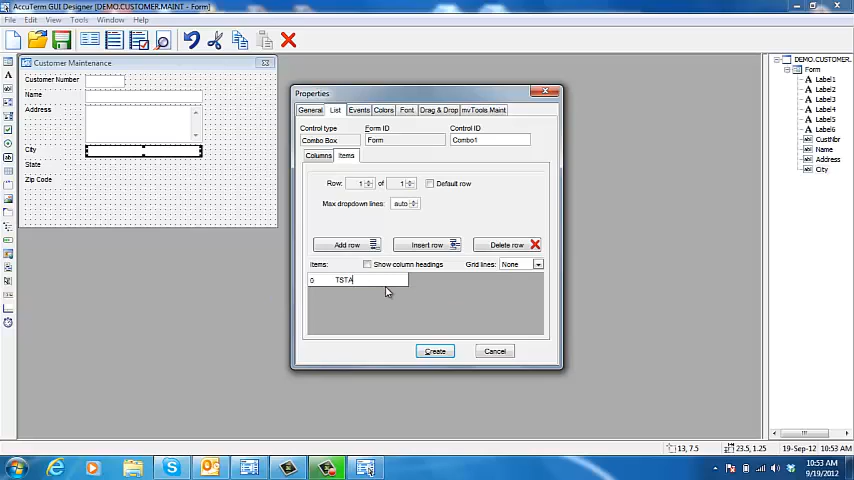 AccuTerm GUI Designer [DEMO.CUSTOMER.MAINT - Form]
File Edit View Tools Window Help
Customer Maintenance
Customer Number
Name
Address
City
State
Zip Code
Properties
General List Events Colors Font Drag & Drop mvTools.Maint
Control type Form ID Control ID
Combo Box Form Combo1
Columns Items
Row: 1 of 1 Default row
Max dropdown lines: auto
Add row Insert row Delete row
Items: Show column headings Grid lines: None
0 TSTA
Create Cancel
DEMO.CUSTOMER.
Form
Label1
Label2
Label3
Label4
Label5
Label6
CustNbr
Name
Address
City
13, 7.5 23.5, 1.25 19-Sep-12 10:53 AM
10:53 AM
9/19/2012